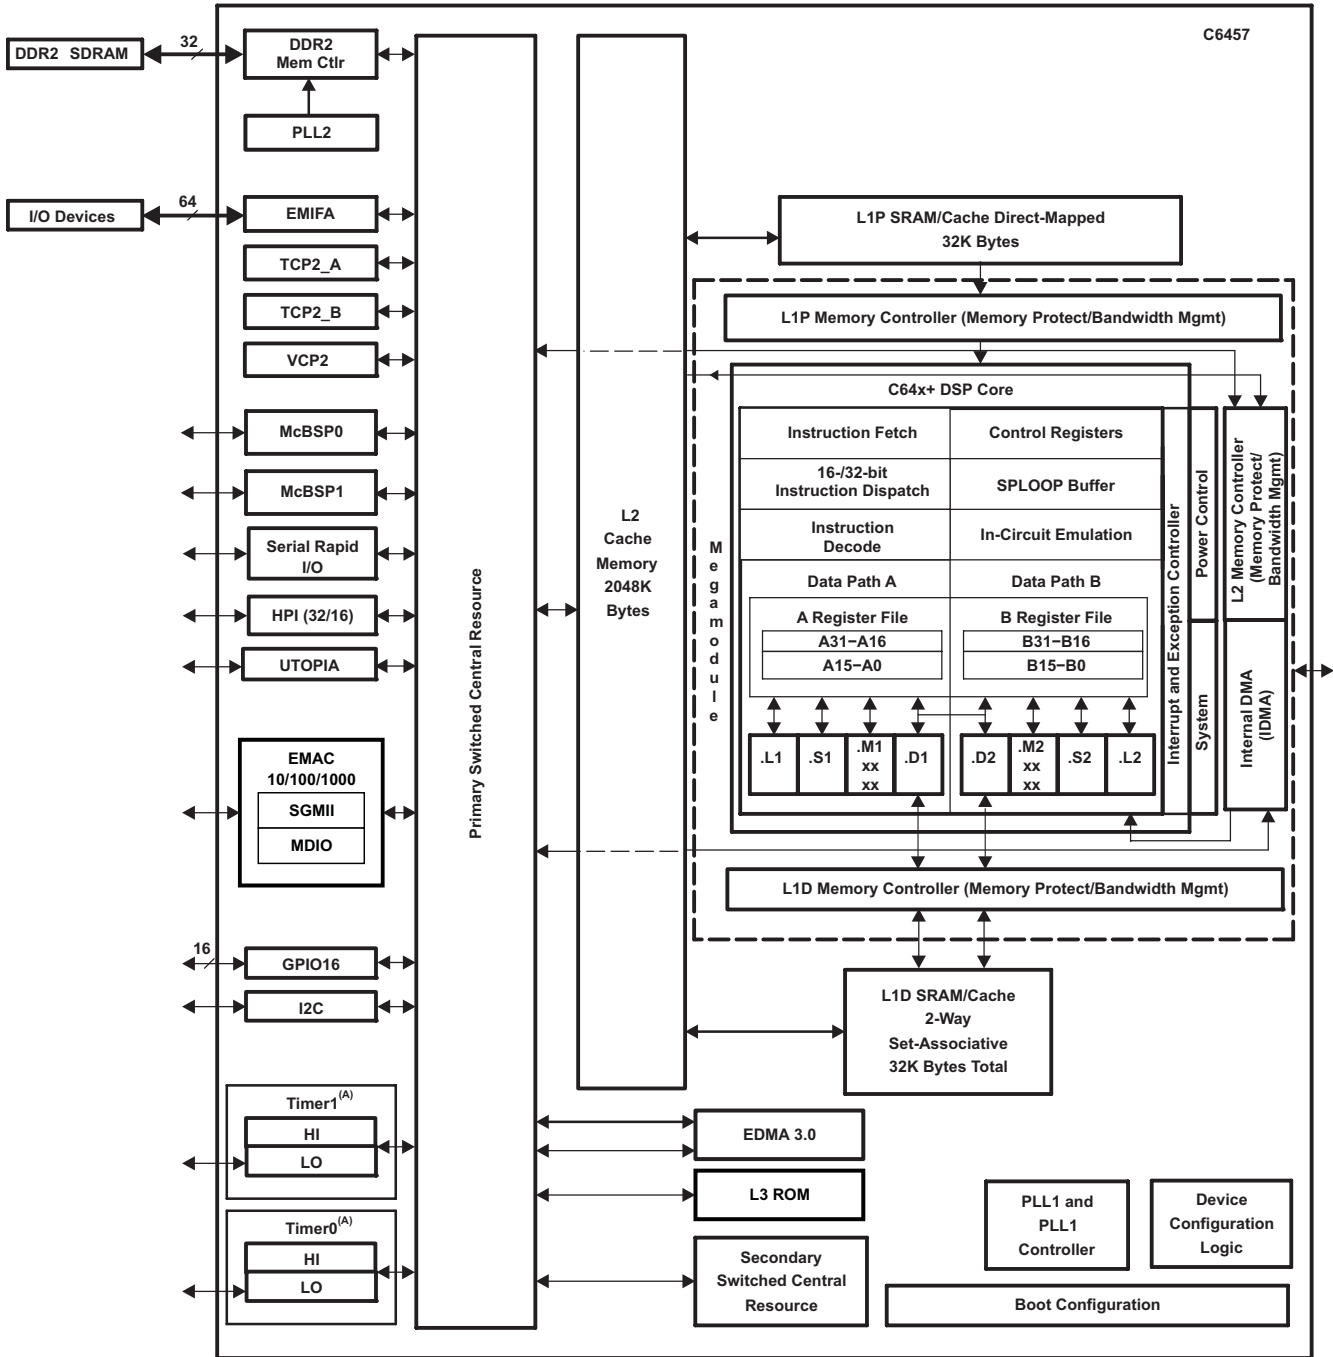 C6457
DDR2 SDRAM
32
DDR2
Mem Ctlr
PLL2
I/O Devices
64
EMIFA
TCP2_A
TCP2_B
VCP2
McBSP0
McBSP1
Serial Rapid
I/O
HPI (32/16)
UTOPIA
EMAC
10/100/1000
SGMII
MDIO
16
GPIO16
I2C
Timer1(A)
HI
LO
Timer0(A)
HI
LO
Primary Switched Central Resource
L2
Cache
Memory
2048K
Bytes
L1P SRAM/Cache Direct-Mapped
32K Bytes
L1P Memory Controller (Memory Protect/Bandwidth Mgmt)
Megamodule
C64x+ DSP Core
Instruction Fetch
Control Registers
16-/32-bit
Instruction Dispatch
SPLOOP Buffer
Instruction
Decode
In-Circuit Emulation
Data Path A
Data Path B
A Register File
B Register File
A31−A16
B31−B16
A15−A0
B15−B0
.L1
.S1
.M1
xx
xx
.D1
.D2
.M2
xx
xx
.S2
.L2
Interrupt and Exception Controller
Power Control
System
L2 Memory Controller
(Memory Protect/
Bandwidth Mgmt)
Internal DMA
(IDMA)
L1D Memory Controller (Memory Protect/Bandwidth Mgmt)
L1D SRAM/Cache
2-Way
Set-Associative
32K Bytes Total
EDMA 3.0
L3 ROM
Secondary
Switched Central
Resource
PLL1 and
PLL1
Controller
Device
Configuration
Logic
Boot Configuration